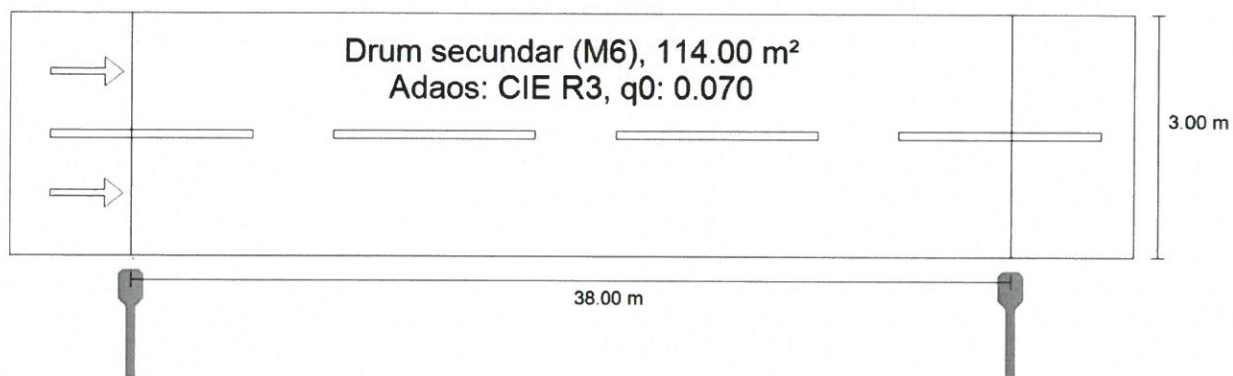 Drum secundar (M6), 114.00 m²
Adaos: CIE R3, q0: 0.070
3.00 m
38.00 m